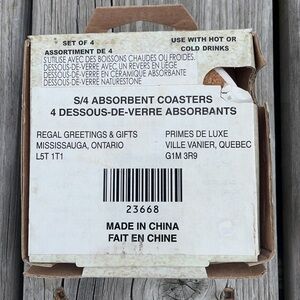 SET OF 4
USE WITH HOT OR
ASSORTIMENT DE 4
COLD DRINKS
S'UTILISE AVEC DES BOISSONS CHAUDES OU FROIDES.
DESSOUS-DE-VERRE AVEC UN REVERS EN LIEGE
DESSOUS-DE-VERRE EN CÉRAMIQUE ABSORBANTE
DESSOUS-DE-VERRE NATURESTONE
S/4 ABSORBENT COASTERS
4 DESSOUS-DE-VERRE ABSORBANTS
REGAL GREETINGS & GIFTS
MISSISSAUGA, ONTARIO
L5T 1T1
PRIMES DE LUXE
VILLE VANIER, QUEBEC
G1M 3R9
23668
MADE IN CHINA
FAIT EN CHINE